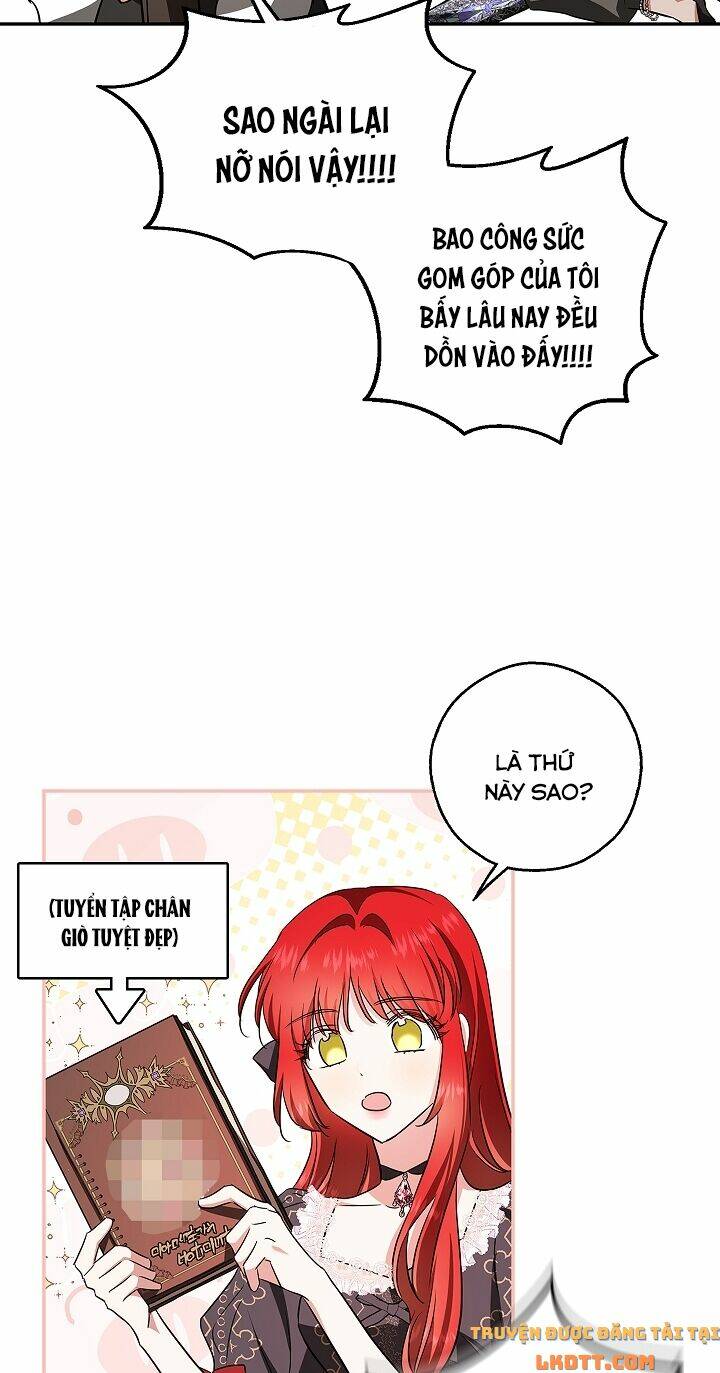 SAO NGÀI LẠI
NỠ NÓI VẬY!!!!
BAO CÔNG SỨC
GOM GÓP CỦA TÔI
BẤY LÂU NAY ĐỀU
DỒN VÀO ĐẤY!!!!
LÀ THỨ
NÀY SAO?
(TUYỂN TẬP CHÂN
GIÒ TUYỆT ĐẸP)
TRUYỆN ĐƯỢC ĐĂNG TẢI TẠI
LKDTT.COM